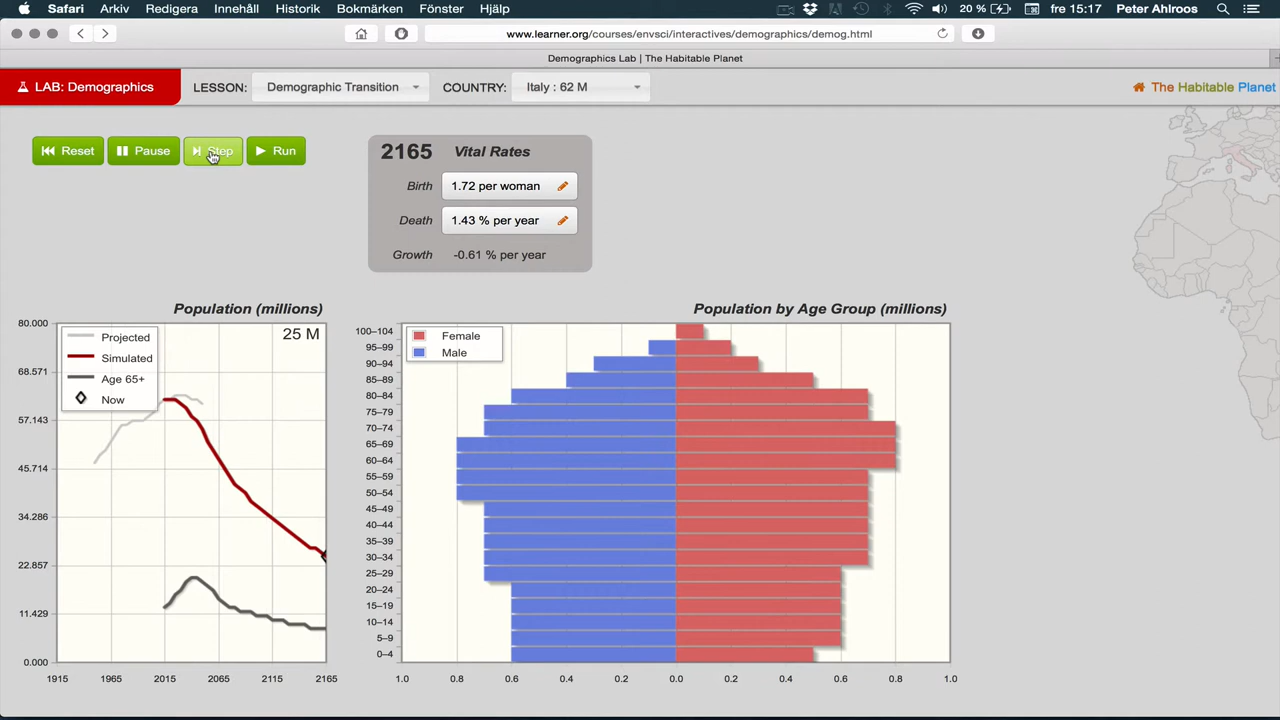 Safari Arkiv Redigera Innehåll Historik Bokmärken Fönster Hjälp 20 % fre 15:17 Peter Ahlroos
www.learner.org/courses/envsci/interactives/demographics/demog.html
Demographics Lab | The Habitable Planet
LAB: Demographics LESSON: Demographic Transition COUNTRY: Italy : 62 M The Habitable Planet
Reset Pause Step Run
2165 Vital Rates
Birth 1.72 per woman
Death 1.43 % per year
Growth -0.61 % per year
Population (millions)
80.000
68.571
57.143
45.714
34.286
22.857
11.429
0.000
Projected
Simulated
Age 65+
Now
25 M
1915 1965 2015 2065 2115 2165
Population by Age Group (millions)
Female
Male
100–104
95–99
90–94
85–89
80–84
75–79
70–74
65–69
60–64
55–59
50–54
45–49
40–44
35–39
30–34
25–29
20–24
15–19
10–14
5–9
0–4
1.0 0.8 0.6 0.4 0.2 0.0 0.2 0.4 0.6 0.8 1.0